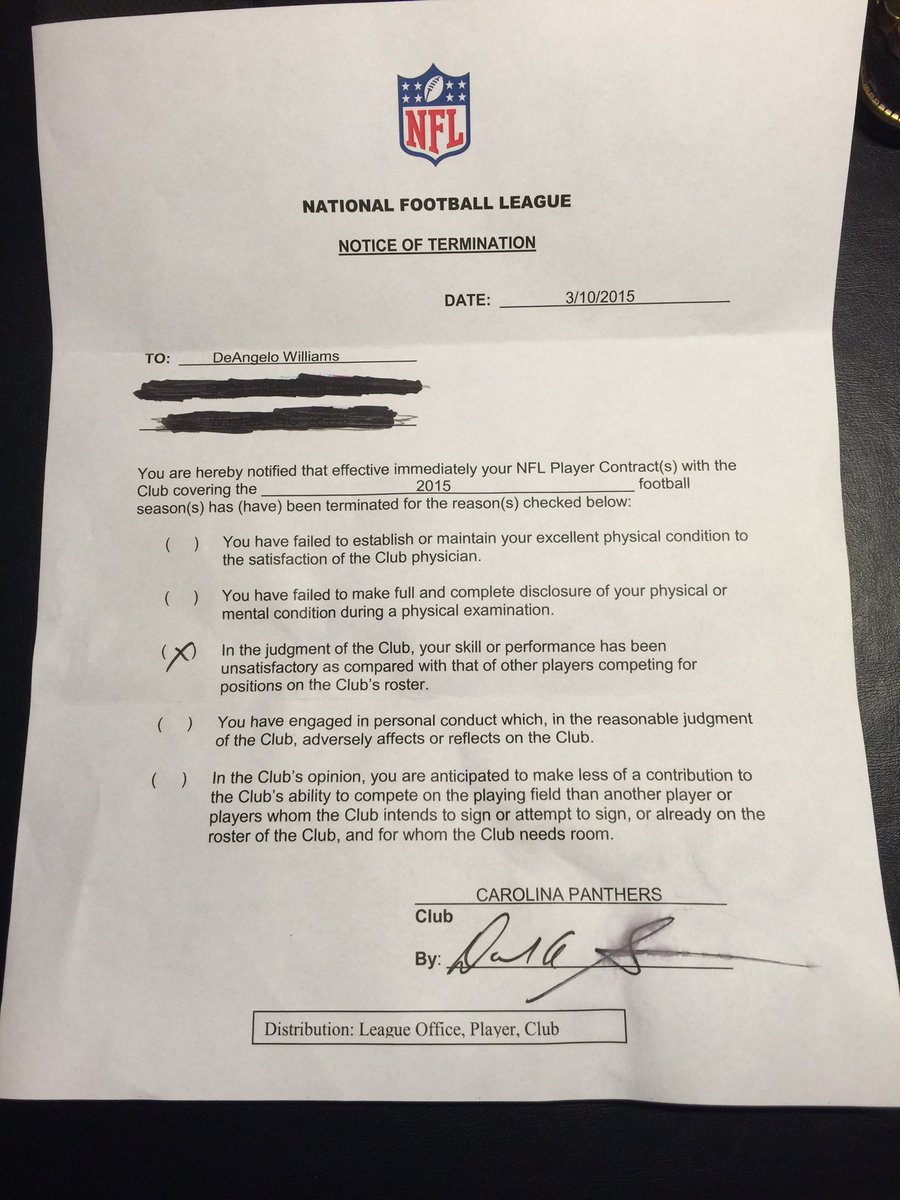 NFL
NATIONAL FOOTBALL LEAGUE
NOTICE OF TERMINATION
DATE: 3/10/2015
TO: DeAngelo Williams
You are hereby notified that effective immediately your NFL Player Contract(s) with the
Club covering the 2015 football
season(s) has (have) been terminated for the reason(s) checked below:
( ) You have failed to establish or maintain your excellent physical condition to
the satisfaction of the Club physician.
( ) You have failed to make full and complete disclosure of your physical or
mental condition during a physical examination.
(X) In the judgment of the Club, your skill or performance has been
unsatisfactory as compared with that of other players competing for
positions on the Club's roster.
( ) You have engaged in personal conduct which, in the reasonable judgment
of the Club, adversely affects or reflects on the Club.
( ) In the Club's opinion, you are anticipated to make less of a contribution to
the Club's ability to compete on the playing field than another player or
players whom the Club intends to sign or attempt to sign, or already on the
roster of the Club, and for whom the Club needs room.
CAROLINA PANTHERS
Club
By:
Distribution: League Office, Player, Club